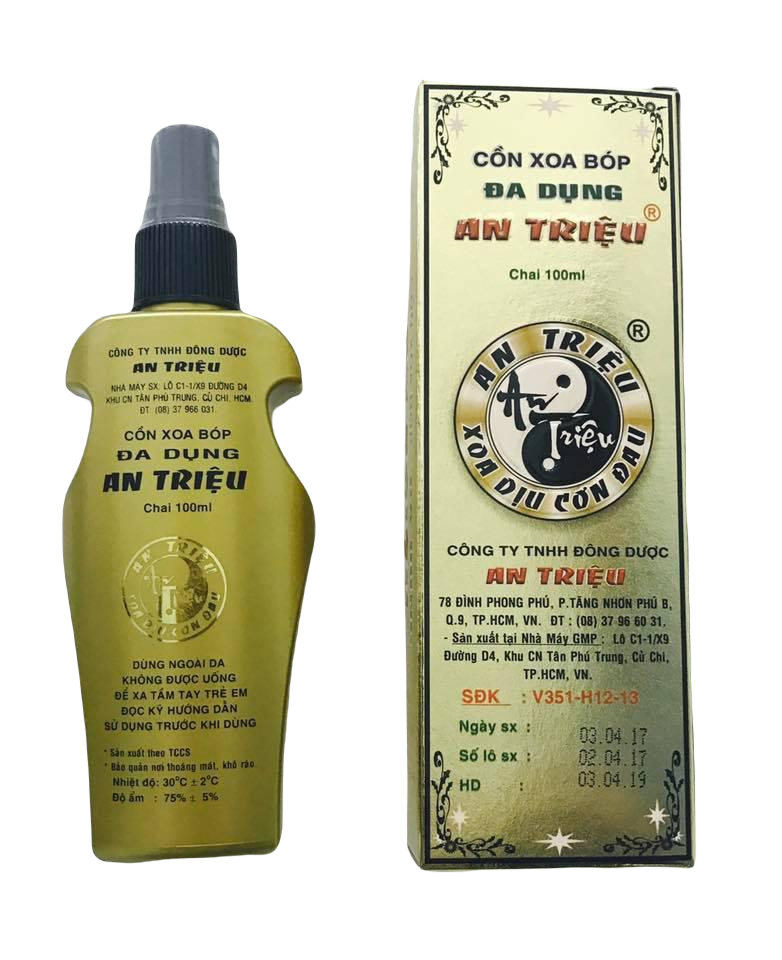 CÔNG TY TNHH ĐÔNG DƯỢC
AN TRIỆU
NHÀ MÁY SX: LÔ C1-1/X9 ĐƯỜNG D4
KHU CN TÂN PHÚ TRUNG, CỦ CHI, HCM.
ĐT (08) 37 966 031.
CỒN XOA BÓP
ĐA DỤNG
AN TRIỆU
Chai 100ml
AN TRIỆU
An
Triệu
XOA DỊU CƠN ĐAU
DÙNG NGOÀI DA
KHÔNG ĐƯỢC UỐNG
ĐỂ XA TẦM TAY TRẺ EM
ĐỌC KỸ HƯỚNG DẪN
SỬ DỤNG TRƯỚC KHI DÙNG
* Sản xuất theo TCCS
* Bảo quản nơi thoáng mát, khô ráo.
Nhiệt độ: 30°C ± 2°C
Độ ẩm : 75% ± 5%
CỒN XOA BÓP
ĐA DỤNG
AN TRIỆU ®
Chai 100ml
®
AN TRIỆU
An
Triệu
XOA DỊU CƠN ĐAU
CÔNG TY TNHH ĐÔNG DƯỢC
AN TRIỆU
78 ĐÌNH PHONG PHÚ, P.TĂNG NHƠN PHÚ B,
Q.9, TP.HCM, VN. ĐT : (08) 37 96 60 31.
- Sản xuất tại Nhà Máy GMP : Lô C1-1/X9
Đường D4, Khu CN Tân Phú Trung, Củ Chi,
TP.HCM, VN.
SĐK : V351-H12-13
Ngày sx : 03.04.17
Số lô sx : 02.04.17
HD : 03.04.19